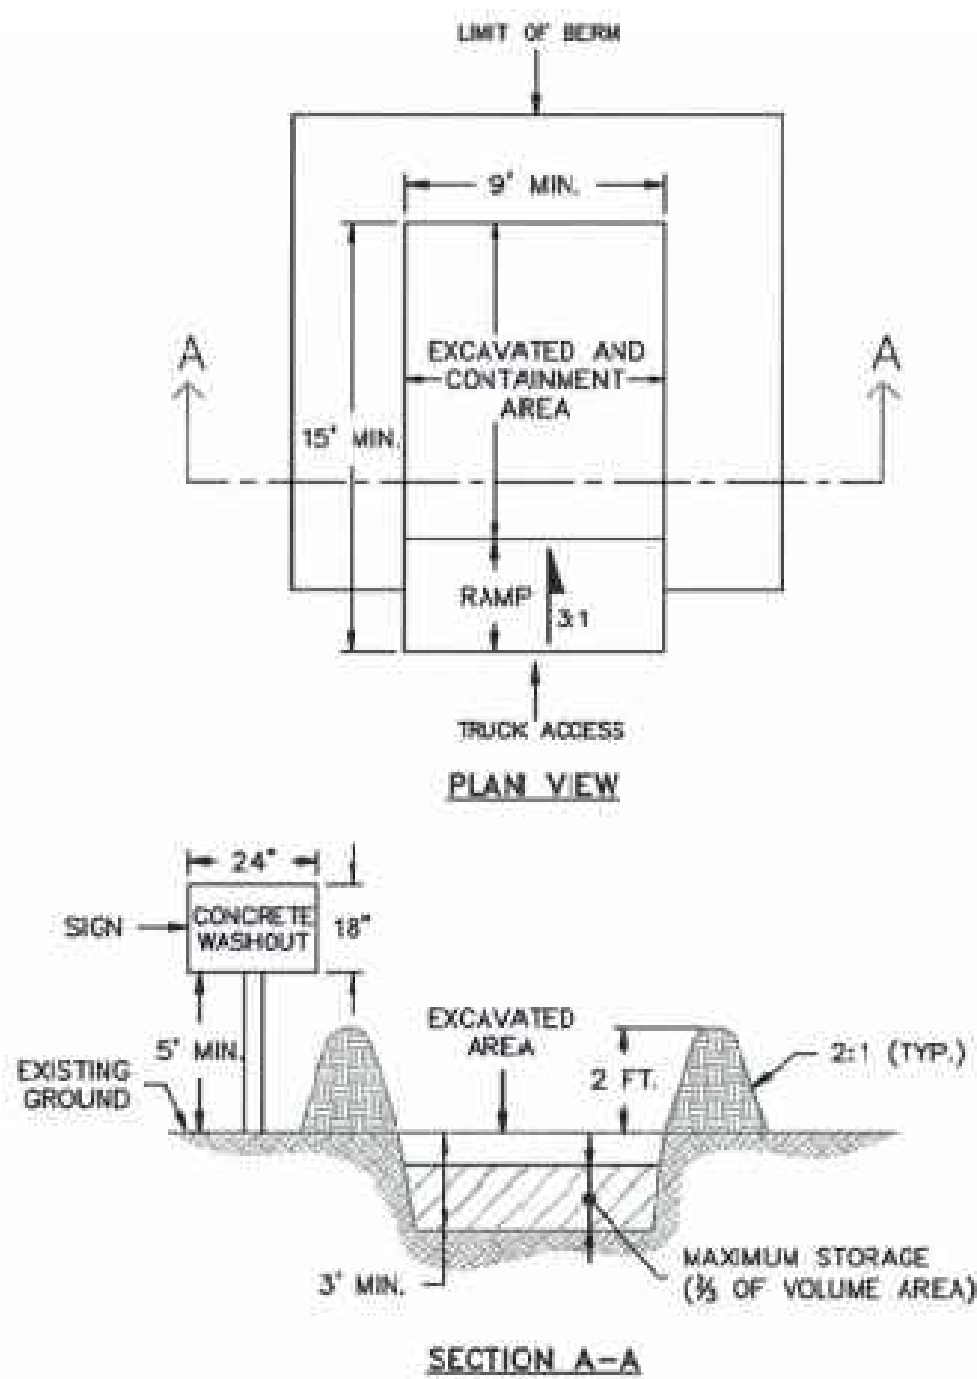 LIMIT OF BERM
9' MIN.
A
A
EXCAVATED AND
CONTAINMENT
AREA
15' MIN.
RAMP
3:1
TRUCK ACCESS
PLAN VIEW
24"
SIGN
CONCRETE
WASHOUT
18"
EXCAVATED
AREA
5' MIN.
2 FT.
2:1 (TYP.)
EXISTING
GROUND
3' MIN.
MAXIMUM STORAGE
(⅔ OF VOLUME AREA)
SECTION A-A